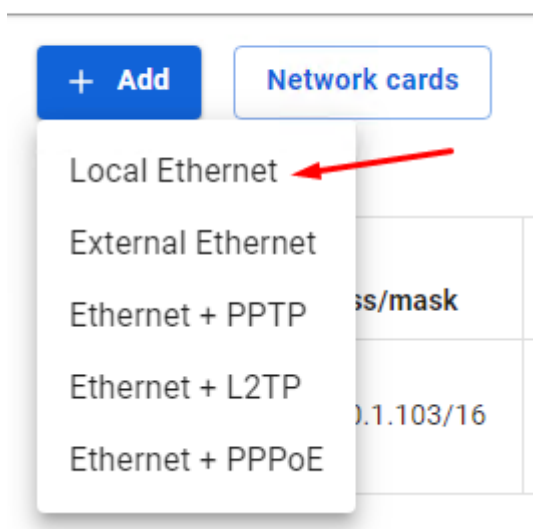 + Add
Network cards
Local Ethernet
External Ethernet
ss/mask
Ethernet + PPTP
Ethernet + L2TP
.1.103/16
Ethernet + PPPoE